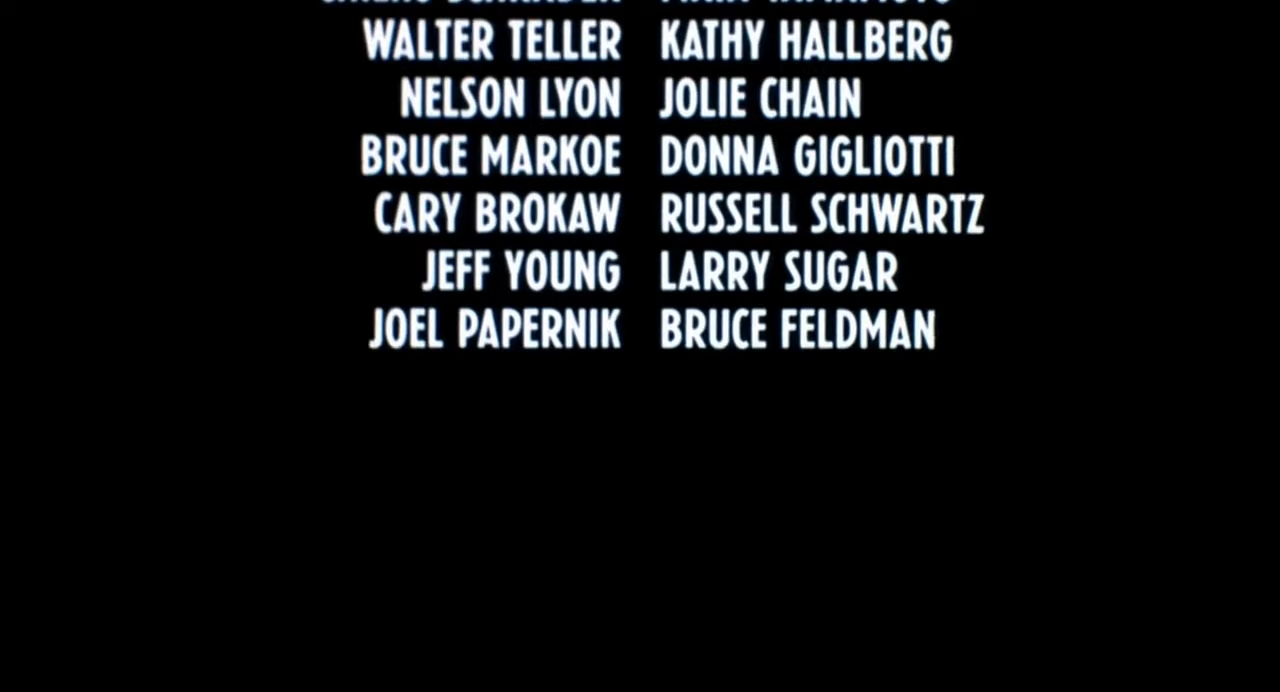 WALTER TELLER KATHY HALLBERG
NELSON LYON JOLIE CHAIN
BRUCE MARKOE DONNA GIGLIOTTI
CARY BROKAW RUSSELL SCHWARTZ
JEFF YOUNG LARRY SUGAR
JOEL PAPERNIK BRUCE FELDMAN